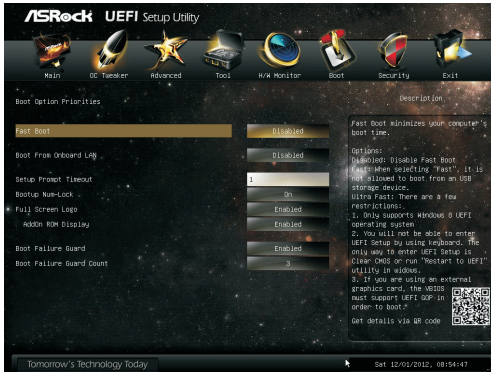 ASRock UEFI Setup Utility
Main OC Tweaker Advanced Tool H/W Monitor Boot Security Exit
Boot Option Priorities
Fast Boot Disabled
Boot From Onboard LAN Disabled
Setup Prompt Timeout 1
Bootup Num-Lock On
Full Screen Logo Enabled
AddOn ROM Display Enabled
Boot Failure Guard Enabled
Boot Failure Guard Count 3
Description
Fast Boot minimizes your computer's
boot time.
Options:
Disabled: Disable Fast Boot
Fast: When selecting "Fast", it is
not allowed to boot from an USB
storage device.
Ultra Fast: There are a few
restrictions.
1. Only supports Windows 8 UEFI
operating system
2. You will not be able to enter
UEFI Setup by using keyboard. The
only way to enter UEFI Setup is
Clear CMOS or run "Restart to UEFI"
utility in widous.
3. If you are using an external
graphics card, the VBIOS
must support UEFI GOP in
order to boot."
Get details via QR code
Tomorrow's Technology Today
Sat 12/01/2012, 08:54:47